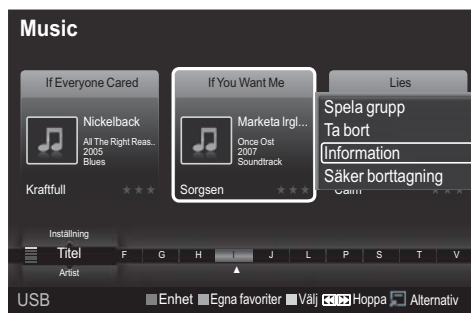 Music
If Everyone Cared
If You Want Me
Lies
Nickelback
All The Right Reas..
2005
Blues
Kraftfull
Marketa Irgl...
Once Ost
2007
Soundtrack
Sorgsen
Spela grupp
Ta bort
Information
Säker borttagning
Calm
Inställning
Titel
Artist
F G H I J L P S T V
USB Enhet Egna favoriter Välj Hoppa Alternativ